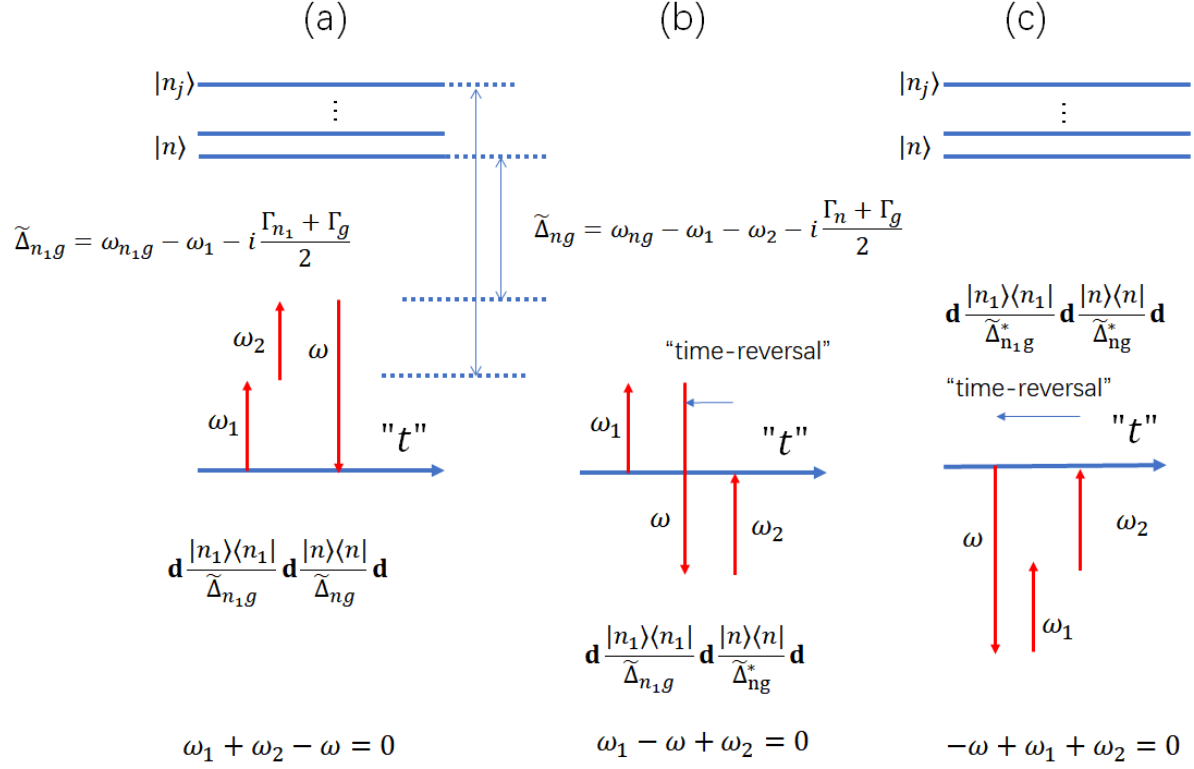 (a) (b) (c)
|n_j⟩
⋮
|n⟩
|n_j⟩
⋮
|n⟩
Δ̃_{n_1g} = ω_{n_1g} − ω_1 − i (Γ_{n_1} + Γ_g)/2
Δ̃_{ng} = ω_{ng} − ω_1 − ω_2 − i (Γ_n + Γ_g)/2
ω_2
ω
ω_1
"t"
d |n_1⟩⟨n_1|/Δ̃_{n_1g} d |n⟩⟨n|/Δ̃_{ng} d
ω_1 + ω_2 − ω = 0
“time-reversal”
ω_1
"t"
ω
ω_2
d |n_1⟩⟨n_1|/Δ̃_{n_1g} d |n⟩⟨n|/Δ̃*_{ng} d
ω_1 − ω + ω_2 = 0
d |n_1⟩⟨n_1|/Δ̃*_{n_1g} d |n⟩⟨n|/Δ̃*_{ng} d
“time-reversal”
"t"
ω
ω_2
ω_1
−ω + ω_1 + ω_2 = 0